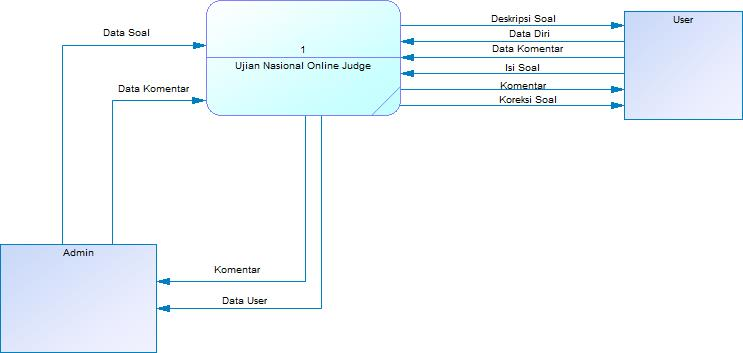 Deskripsi Soal
User
Data Soal
Data Diri
1
Data Komentar
Ujian Nasional Online Judge
Isi Soal
Data Komentar
Komentar
Koreksi Soal
Admin
Komentar
Data User